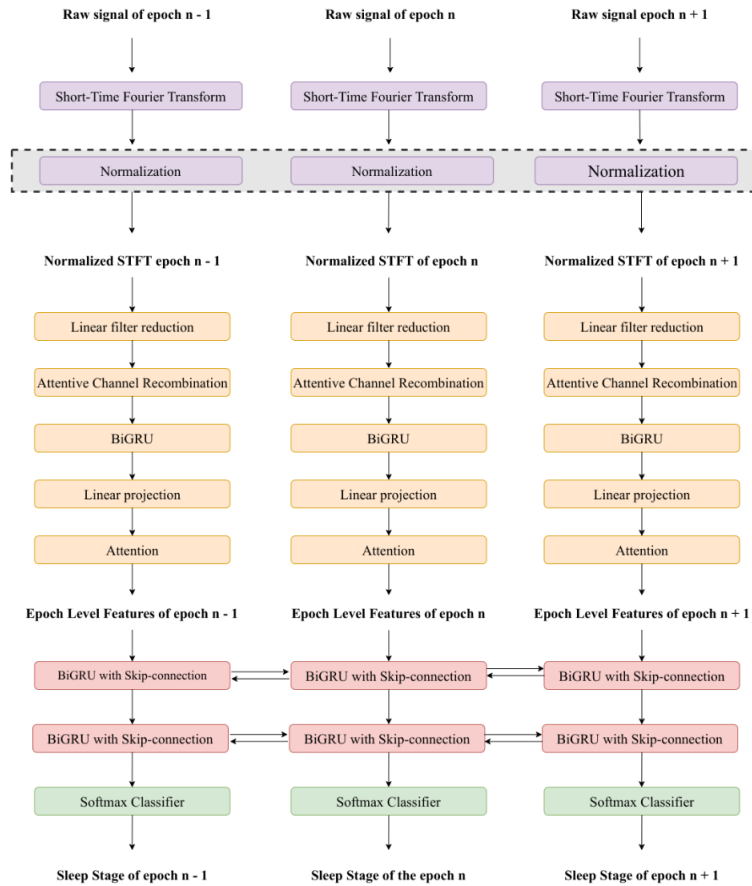 Raw signal of epoch n - 1
Raw signal of epoch n
Raw signal epoch n + 1
Short-Time Fourier Transform
Short-Time Fourier Transform
Short-Time Fourier Transform
Normalization
Normalization
Normalization
Normalized STFT epoch n - 1
Normalized STFT of epoch n
Normalized STFT of epoch n + 1
Linear filter reduction
Linear filter reduction
Linear filter reduction
Attentive Channel Recombination
Attentive Channel Recombination
Attentive Channel Recombination
BiGRU
BiGRU
BiGRU
Linear projection
Linear projection
Linear projection
Attention
Attention
Attention
Epoch Level Features of epoch n - 1
Epoch Level Features of epoch n
Epoch Level Features of epoch n + 1
BiGRU with Skip-connection
BiGRU with Skip-connection
BiGRU with Skip-connection
BiGRU with Skip-connection
BiGRU with Skip-connection
BiGRU with Skip-connection
Softmax Classifier
Softmax Classifier
Softmax Classifier
Sleep Stage of epoch n - 1
Sleep Stage of the epoch n
Sleep Stage of epoch n + 1